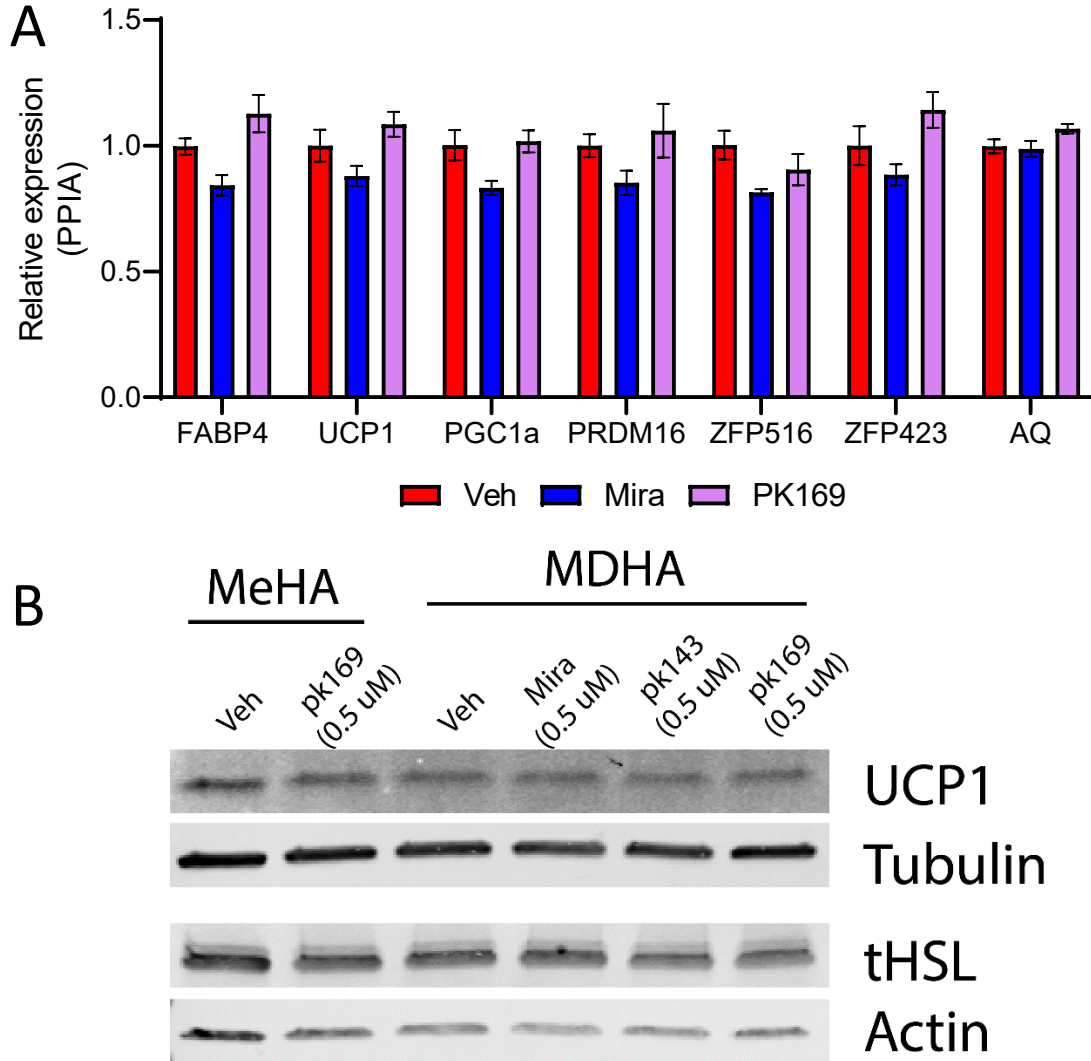 A
Relative expression
(PPIA)
1.5
1.0
0.5
0.0
FABP4 UCP1 PGC1a PRDM16 ZFP516 ZFP423 AQ
Veh Mira PK169
B
MeHA MDHA
Veh
pk169
(0.5 uM)
Veh
Mira
(0.5 uM)
pk143
(0.5 uM)
pk169
(0.5 uM)
UCP1
Tubulin
tHSL
Actin